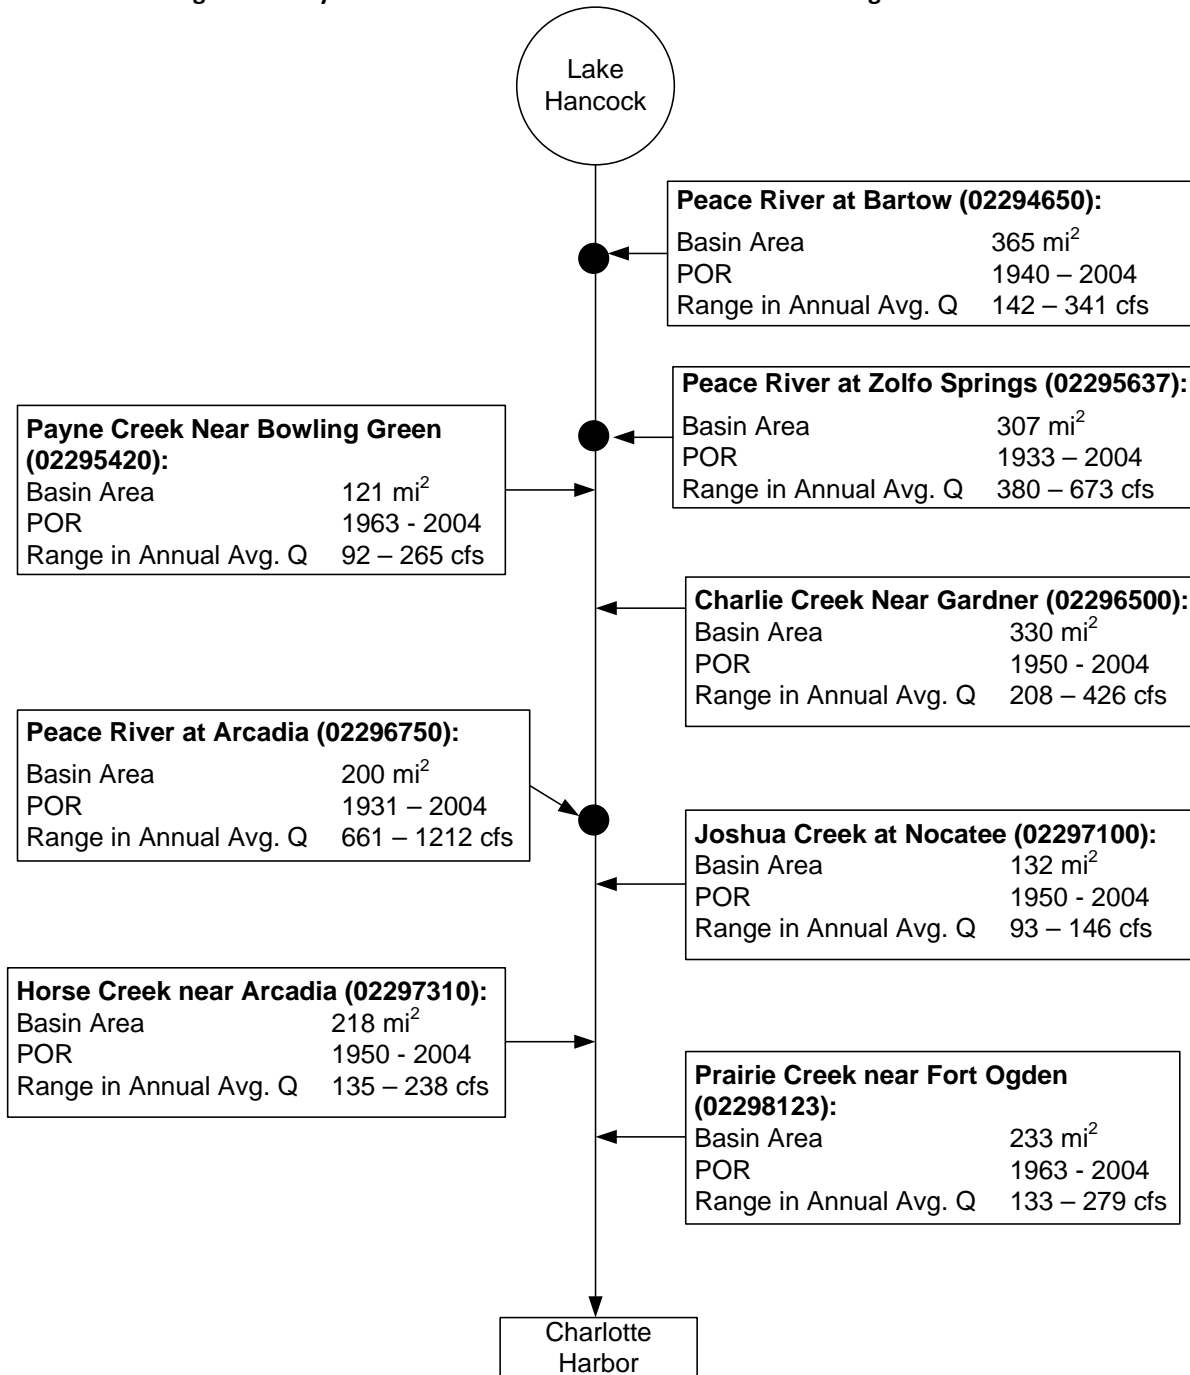 Lake
Hancock
Peace River at Bartow (02294650):
Basin Area 365 mi²
POR 1940 – 2004
Range in Annual Avg. Q 142 – 341 cfs
Peace River at Zolfo Springs (02295637):
Basin Area 307 mi²
POR 1933 – 2004
Range in Annual Avg. Q 380 – 673 cfs
Payne Creek Near Bowling Green
(02295420):
Basin Area 121 mi²
POR 1963 - 2004
Range in Annual Avg. Q 92 – 265 cfs
Charlie Creek Near Gardner (02296500):
Basin Area 330 mi²
POR 1950 - 2004
Range in Annual Avg. Q 208 – 426 cfs
Peace River at Arcadia (02296750):
Basin Area 200 mi²
POR 1931 – 2004
Range in Annual Avg. Q 661 – 1212 cfs
Joshua Creek at Nocatee (02297100):
Basin Area 132 mi²
POR 1950 - 2004
Range in Annual Avg. Q 93 – 146 cfs
Horse Creek near Arcadia (02297310):
Basin Area 218 mi²
POR 1950 - 2004
Range in Annual Avg. Q 135 – 238 cfs
Prairie Creek near Fort Ogden
(02298123):
Basin Area 233 mi²
POR 1963 - 2004
Range in Annual Avg. Q 133 – 279 cfs
Charlotte
Harbor